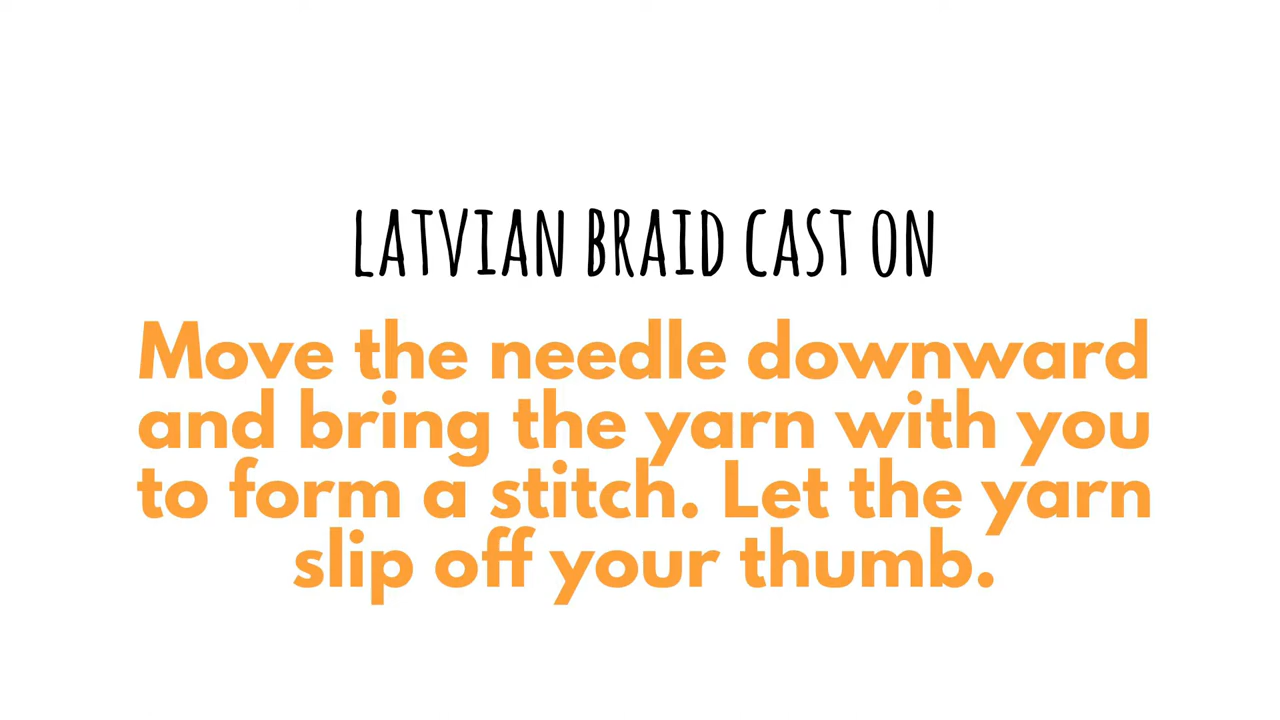 LATVIAN BRAID CAST ON
Move the needle downward
and bring the yarn with you
to form a stitch. Let the yarn
slip off your thumb.